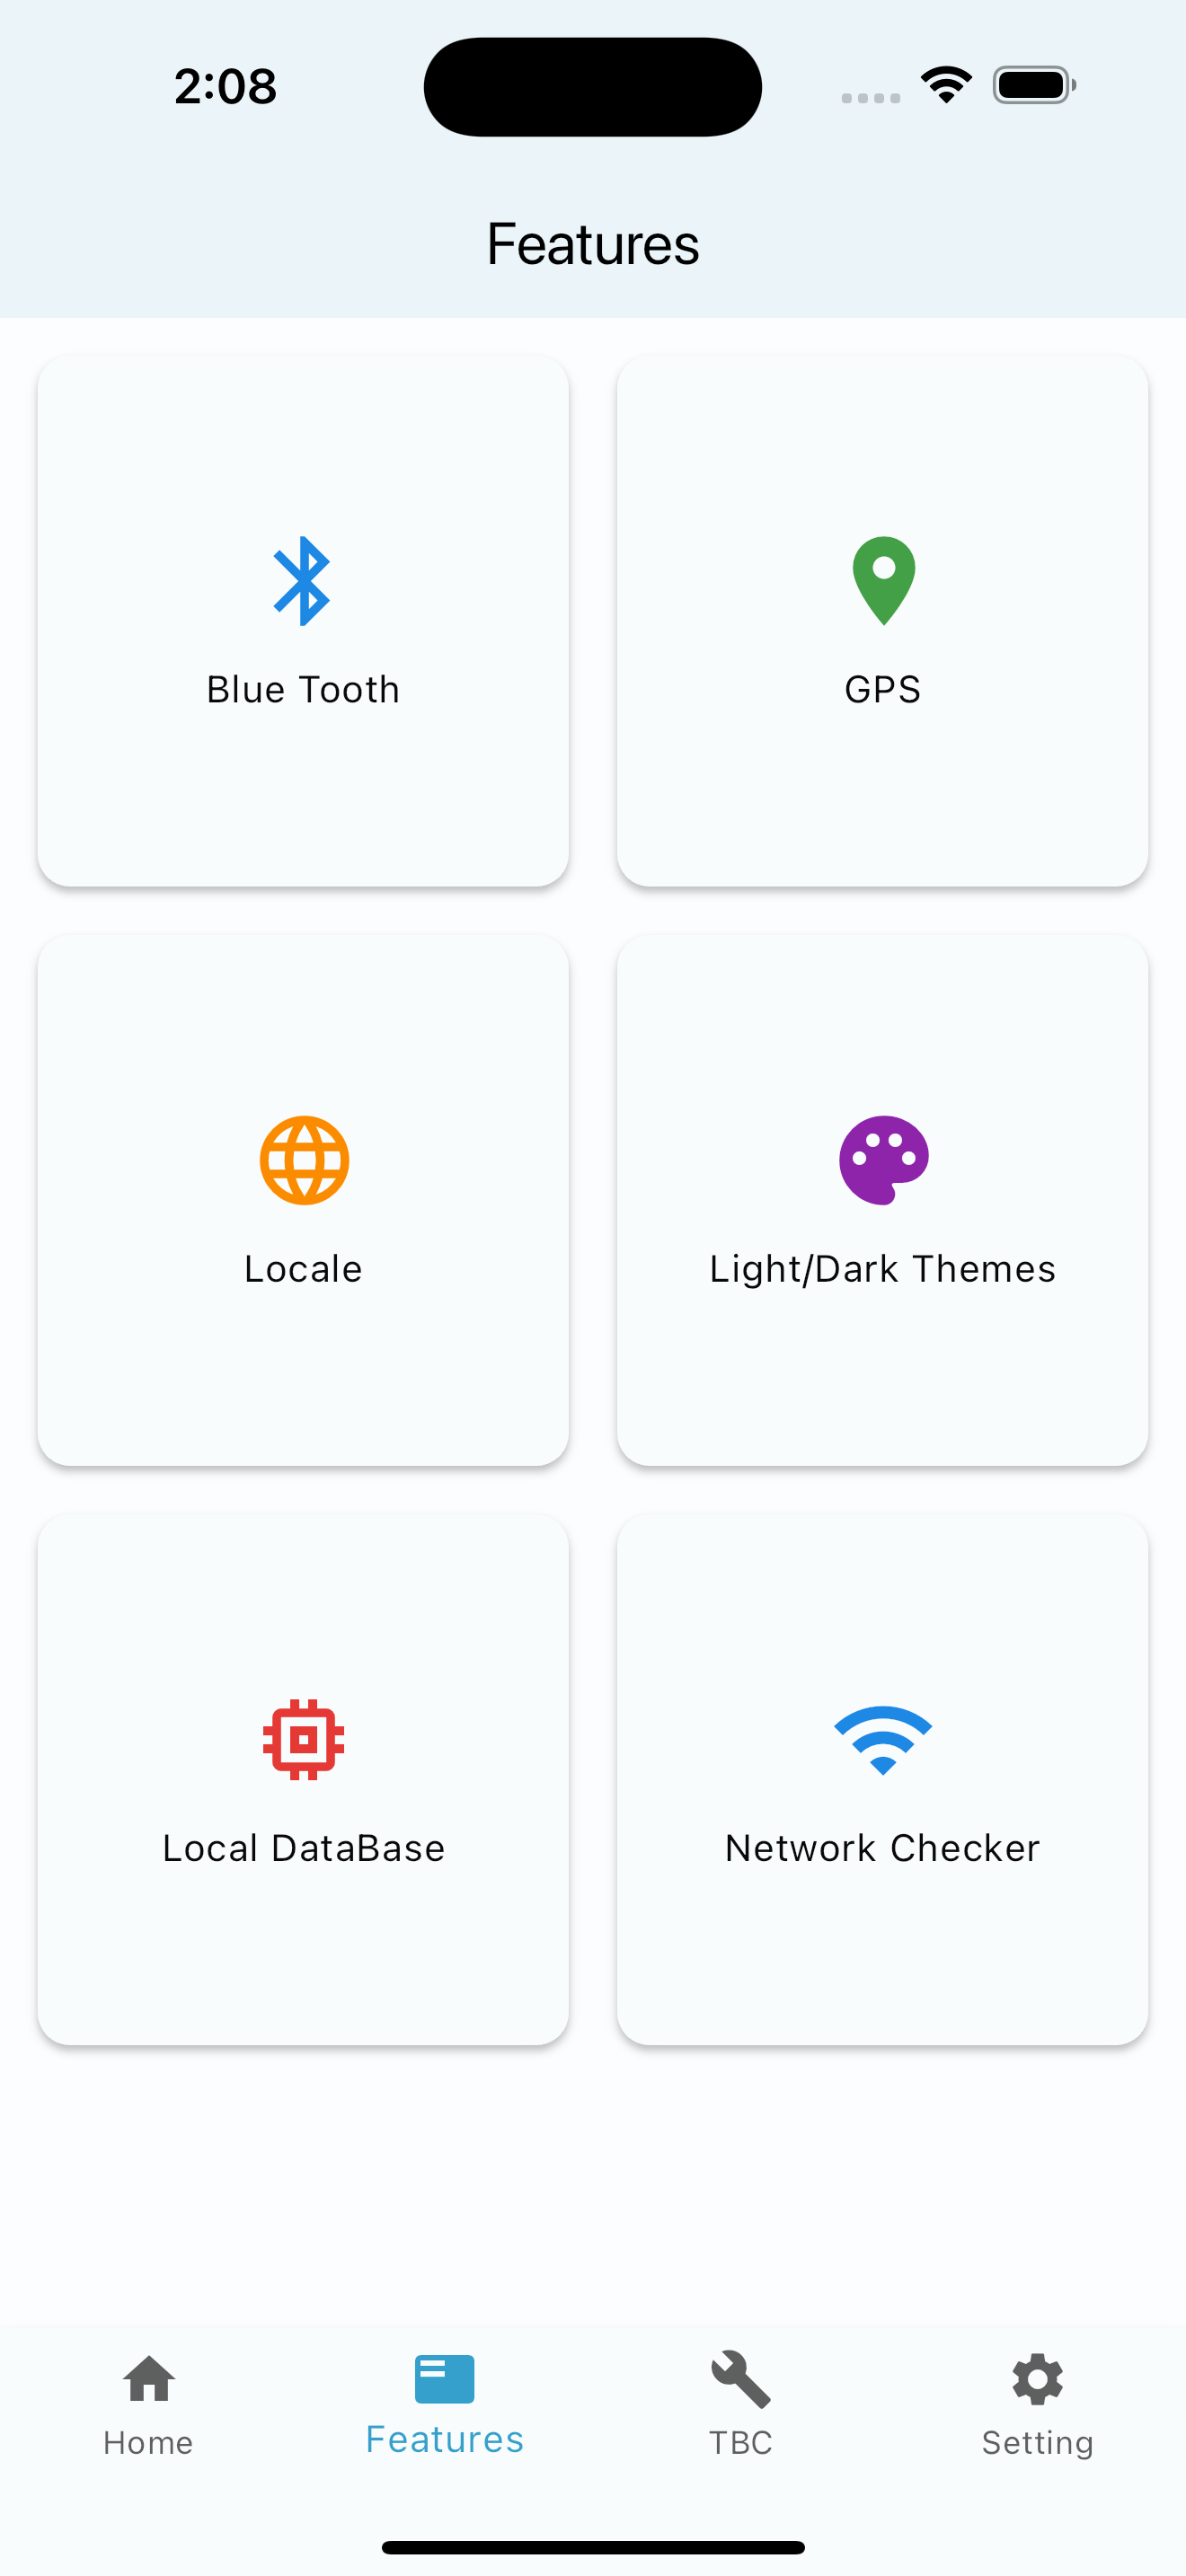 2:08
Features
Blue Tooth
GPS
Locale
Light/Dark Themes
Local DataBase
Network Checker
Home
Features
TBC
Setting